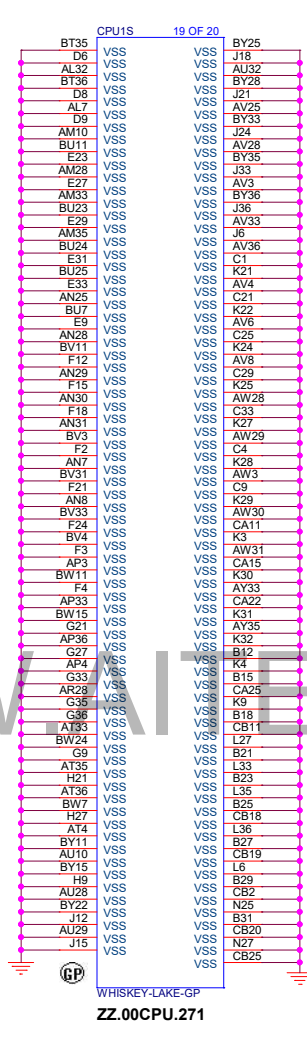 CPU1S 19 OF 20
BT35 VSS VSS BY25
D6 VSS VSS J18
AL32 VSS VSS AU32
BT36 VSS VSS BY28
D8 VSS VSS J21
AL7 VSS VSS AV25
D9 VSS VSS BY33
AM10 VSS VSS J24
BU11 VSS VSS AV28
E23 VSS VSS BY35
AM28 VSS VSS J33
E27 VSS VSS AV3
AM33 VSS VSS BY36
BU23 VSS VSS J36
E29 VSS VSS AV33
AM35 VSS VSS J6
BU24 VSS VSS AV36
E31 VSS VSS C1
BU25 VSS VSS K21
E33 VSS VSS AV4
AN25 VSS VSS C21
BU7 VSS VSS K22
E9 VSS VSS AV6
AN28 VSS VSS C25
BV11 VSS VSS K24
F12 VSS VSS AV8
AN29 VSS VSS C29
F15 VSS VSS K25
AN30 VSS VSS AW28
F18 VSS VSS C33
AN31 VSS VSS K27
BV3 VSS VSS AW29
F2 VSS VSS C4
AN7 VSS VSS K28
BV31 VSS VSS AW3
F21 VSS VSS C9
AN8 VSS VSS K29
BV33 VSS VSS AW30
F24 VSS VSS CA11
BV4 VSS VSS K3
F3 VSS VSS AW31
AP3 VSS VSS CA15
BW11 VSS VSS K30
F4 VSS VSS AY33
AP33 VSS VSS CA22
BW15 VSS VSS K31
G21 VSS VSS AY35
AP36 VSS VSS K32
G27 VSS VSS B12
AP4 VSS VSS K4
G33 VSS VSS B15
AR28 VSS VSS CA25
G35 VSS VSS K9
G36 VSS VSS B18
AT33 VSS VSS CB11
BW24 VSS VSS L27
G9 VSS VSS B21
AT35 VSS VSS L33
H21 VSS VSS B23
AT36 VSS VSS L35
BW7 VSS VSS B25
H27 VSS VSS CB18
AT4 VSS VSS L36
BY11 VSS VSS B27
AU10 VSS VSS CB19
BY15 VSS VSS L6
H9 VSS VSS B29
AU28 VSS VSS CB2
BY22 VSS VSS N25
J12 VSS VSS B31
AU29 VSS VSS CB20
J15 VSS VSS N27
VSS CB25
W.AITE
GP
WHISKEY-LAKE-GP
ZZ.00CPU.271